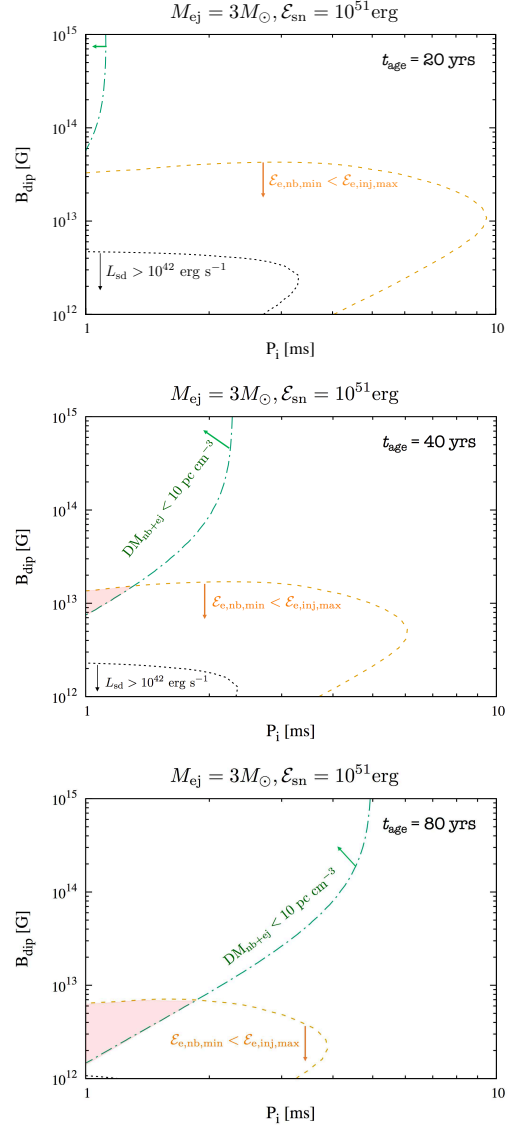 M_ej = 3M_⊙, ℰ_sn = 10^51 erg
t_age = 20 yrs
10^15
10^14
10^13
10^12
B_dip [G]
ℰ_e,nb,min < ℰ_e,inj,max
L_sd > 10^42 erg s^−1
1
10
P_i [ms]
M_ej = 3M_⊙, ℰ_sn = 10^51 erg
t_age = 40 yrs
10^15
10^14
10^13
10^12
B_dip [G]
DM_nb+ej < 10 pc cm^−3
ℰ_e,nb,min < ℰ_e,inj,max
L_sd > 10^42 erg s^−1
1
10
P_i [ms]
M_ej = 3M_⊙, ℰ_sn = 10^51 erg
t_age = 80 yrs
10^15
10^14
10^13
10^12
B_dip [G]
DM_nb+ej < 10 pc cm^−3
ℰ_e,nb,min < ℰ_e,inj,max
1
10
P_i [ms]